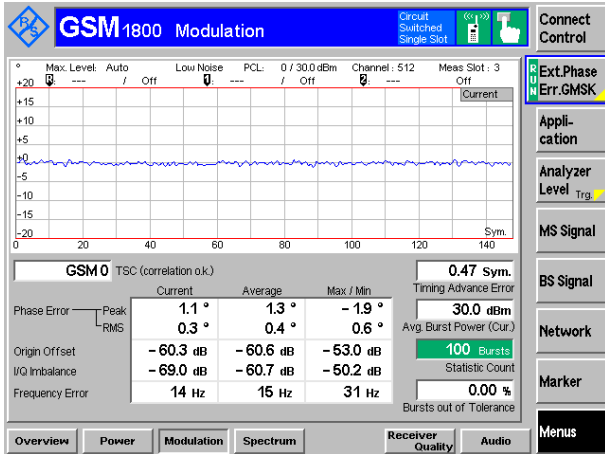 R S
GSM 1800 Modulation
Circuit
Switched
Single Slot
Connect
Control
° Max. Level: Auto Low Noise PCL: 0 / 30.0 dBm Channel : 512 Meas Slot : 3
--- / Off --- / Off --- Off
Current
+20
+15
+10
+5
±0
-5
-10
-15
-20
Sym.
0 20 40 60 80 100 120 140
RUN
Ext.Phase
Err.GMSK
Appli-
cation
Analyzer
Level Trg.
MS Signal
BS Signal
Network
Marker
Menus
GSM 0 TSC (correlation o.k.)
0.47 Sym.
Timing Advance Error
Current Average Max / Min
Phase Error Peak 1.1 ° 1.3 ° - 1.9 °
RMS 0.3 ° 0.4 ° 0.6 °
30.0 dBm
Avg. Burst Power (Cur.)
Origin Offset - 60.3 dB - 60.6 dB - 53.0 dB
I/Q Imbalance - 69.0 dB - 60.7 dB - 50.2 dB
Frequency Error 14 Hz 15 Hz 31 Hz
100 Bursts
Statistic Count
0.00 %
Bursts out of Tolerance
Overview Power Modulation Spectrum Receiver Quality Audio